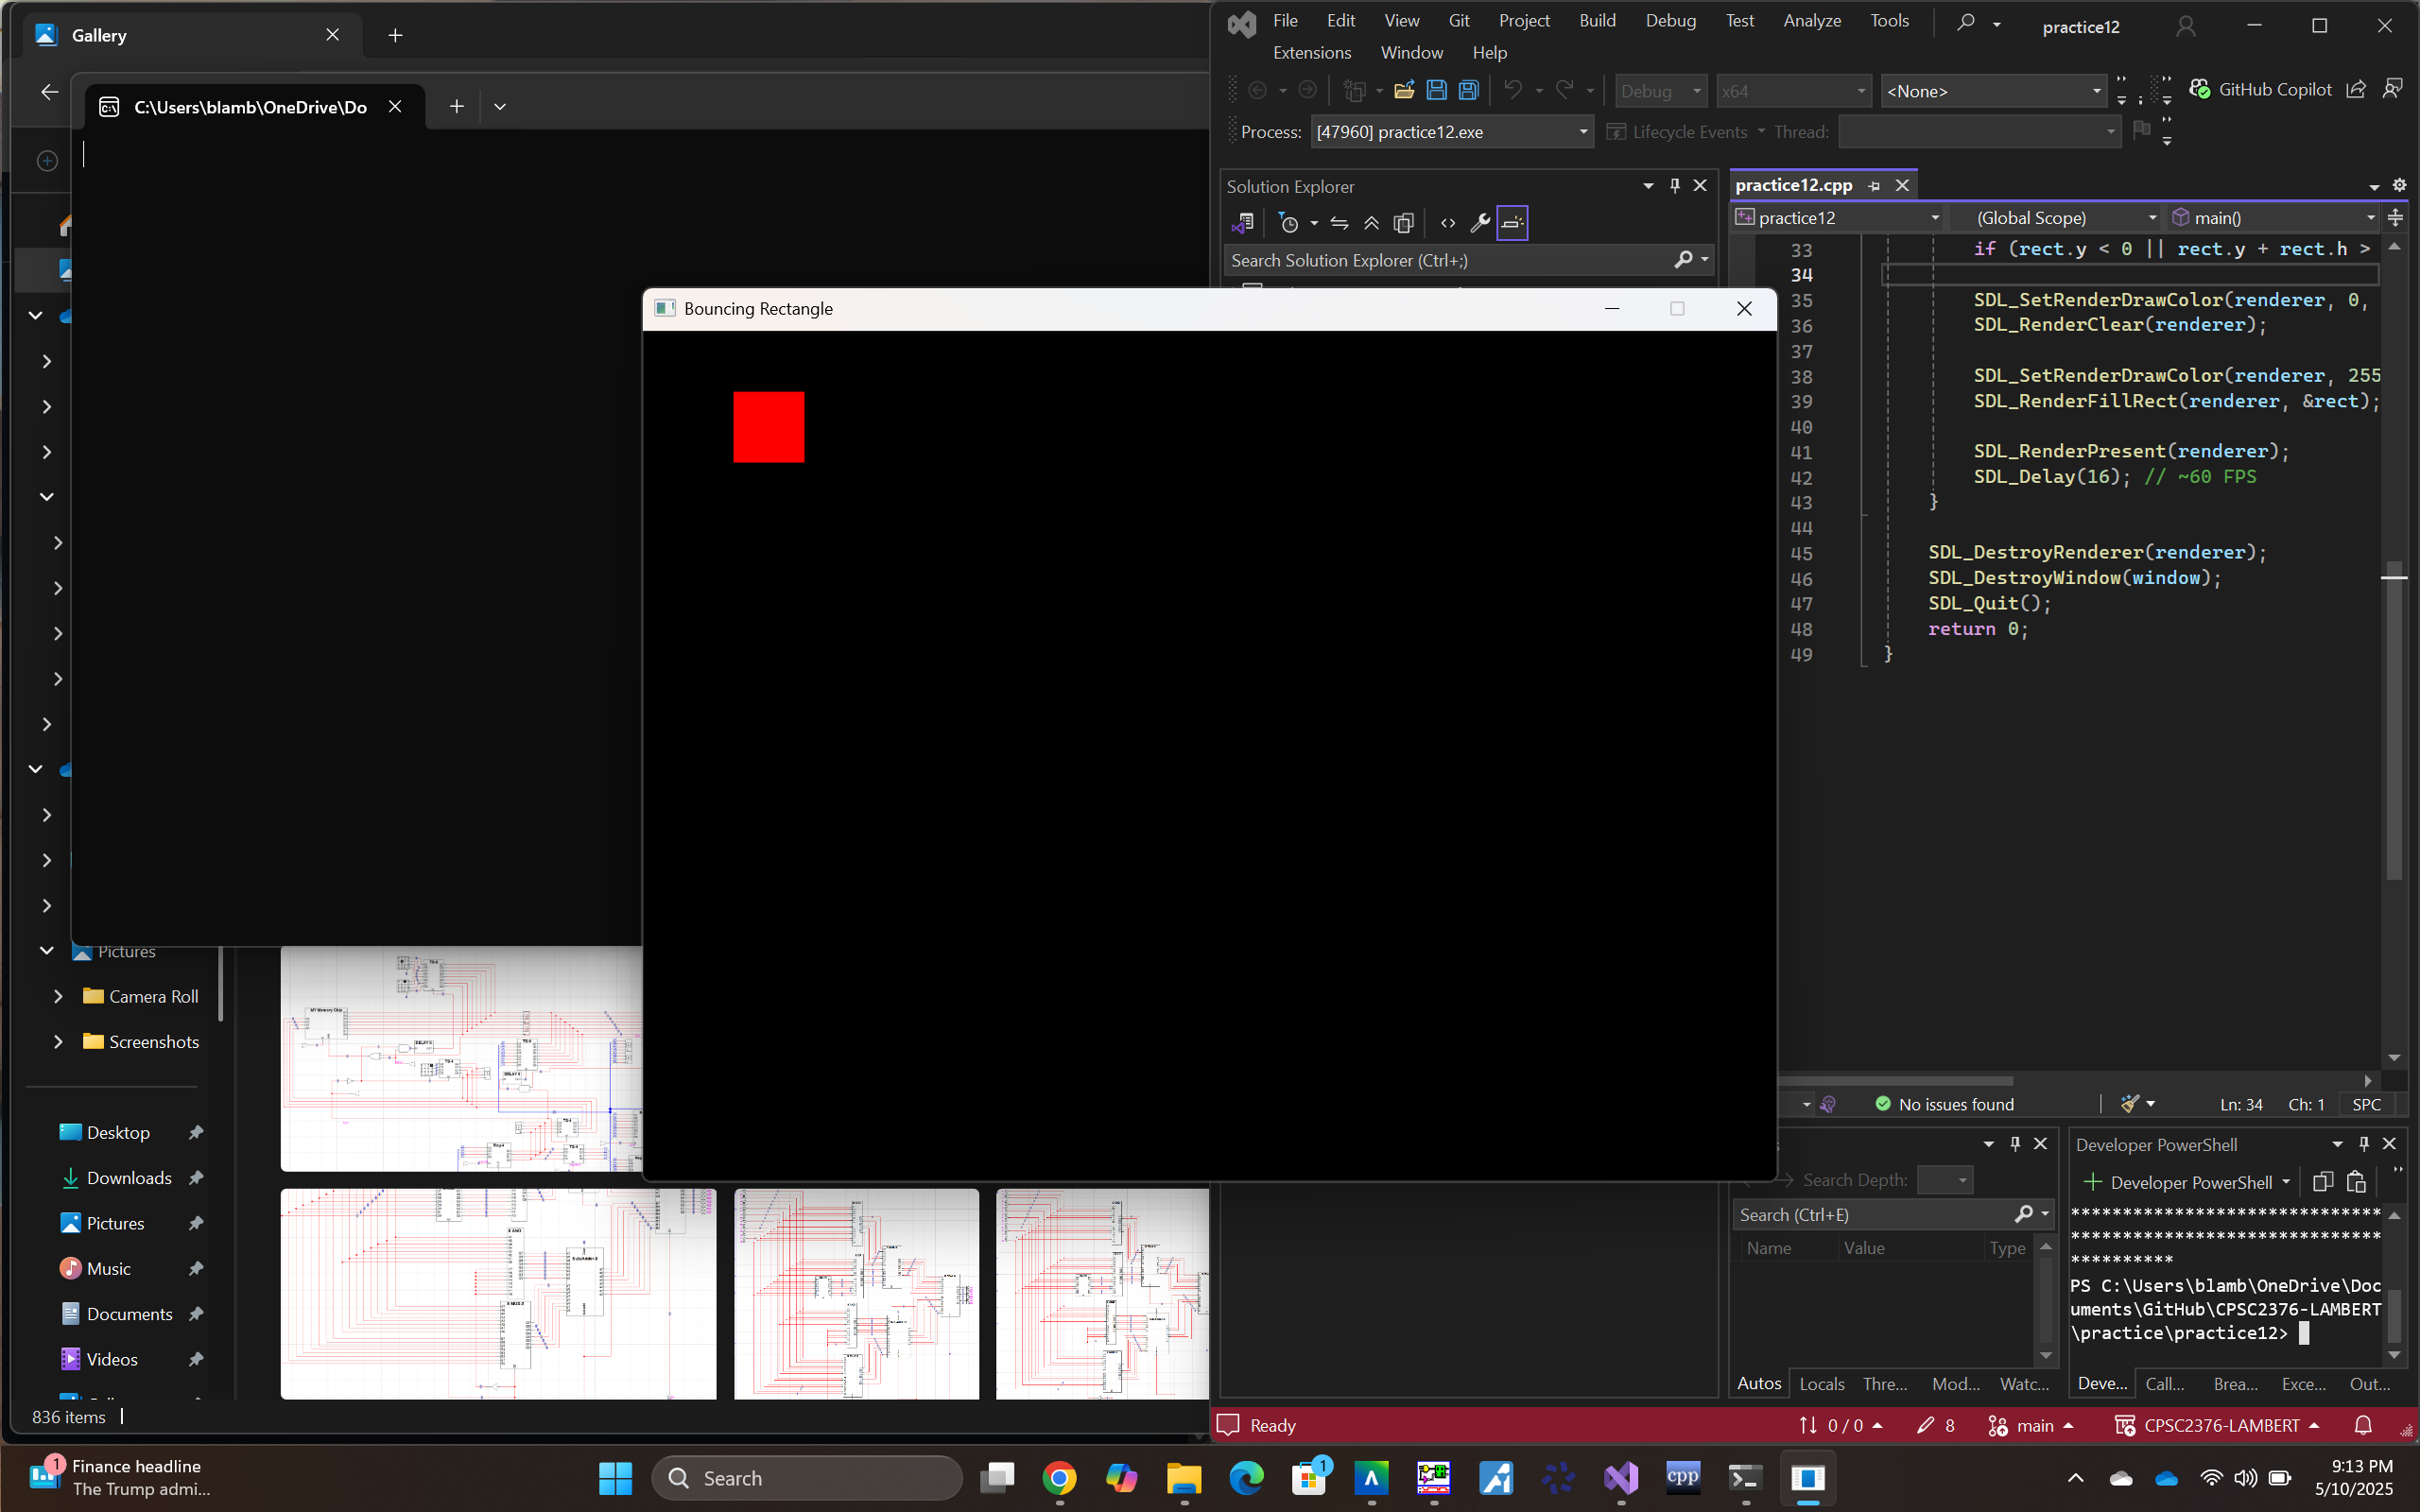 Gallery
C:\Users\blamb\OneDrive\Do
Pictures
Camera Roll
Screenshots
Desktop
Downloads
Pictures
Music
Documents
Videos
836 items
Bouncing Rectangle
File Edit View Git Project Build Debug Test Analyze Tools
practice12
Extensions Window Help
Debug x64 <None> GitHub Copilot
Process: [47960] practice12.exe Lifecycle Events Thread:
Solution Explorer
Search Solution Explorer (Ctrl+;)
practice12.cpp
practice12 (Global Scope) main()
33 if (rect.y < 0 || rect.y + rect.h >
34
35 SDL_SetRenderDrawColor(renderer, 0,
36 SDL_RenderClear(renderer);
37
38 SDL_SetRenderDrawColor(renderer, 255
39 SDL_RenderFillRect(renderer, &rect);
40
41 SDL_RenderPresent(renderer);
42 SDL_Delay(16); // ~60 FPS
43 }
44
45 SDL_DestroyRenderer(renderer);
46 SDL_DestroyWindow(window);
47 SDL_Quit();
48 return 0;
49 }
No issues found Ln: 34 Ch: 1 SPC
Search Depth:
Search (Ctrl+E)
Name Value Type
Autos Locals Thre... Mod... Watc...
Developer PowerShell
Developer PowerShell
******************************
******************************
**********
PS C:\Users\blamb\OneDrive\Doc
uments\GitHub\CPSC2376-LAMBERT
\practice\practice12>
Deve... Call... Brea... Exce... Out...
Ready 0 / 0 8 main CPSC2376-LAMBERT
1
Finance headline
The Trump admi...
Search
1
cpp
9:13 PM
5/10/2025